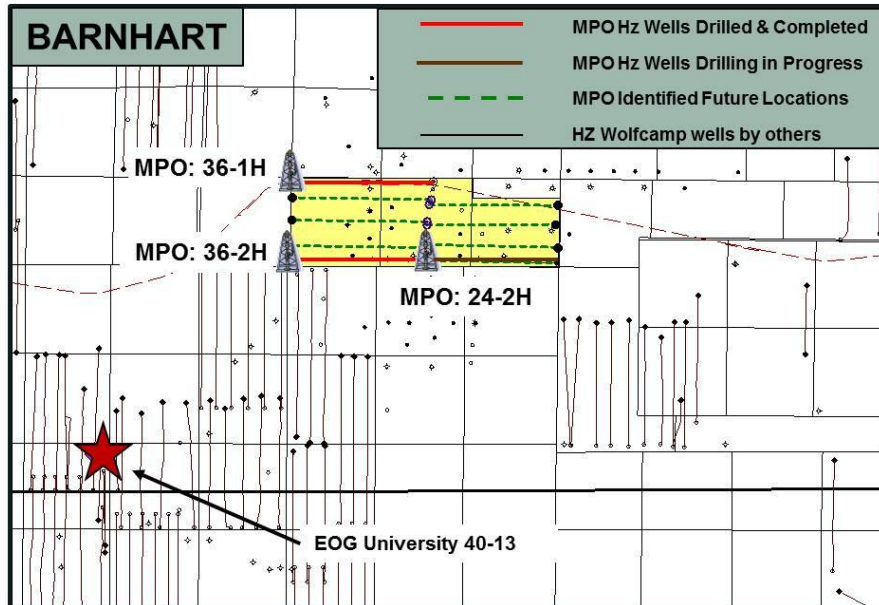 BARNHART
MPO Hz Wells Drilled & Completed
MPO Hz Wells Drilling in Progress
MPO Identified Future Locations
HZ Wolfcamp wells by others
MPO: 36-1H
MPO: 36-2H
MPO: 24-2H
EOG University 40-13